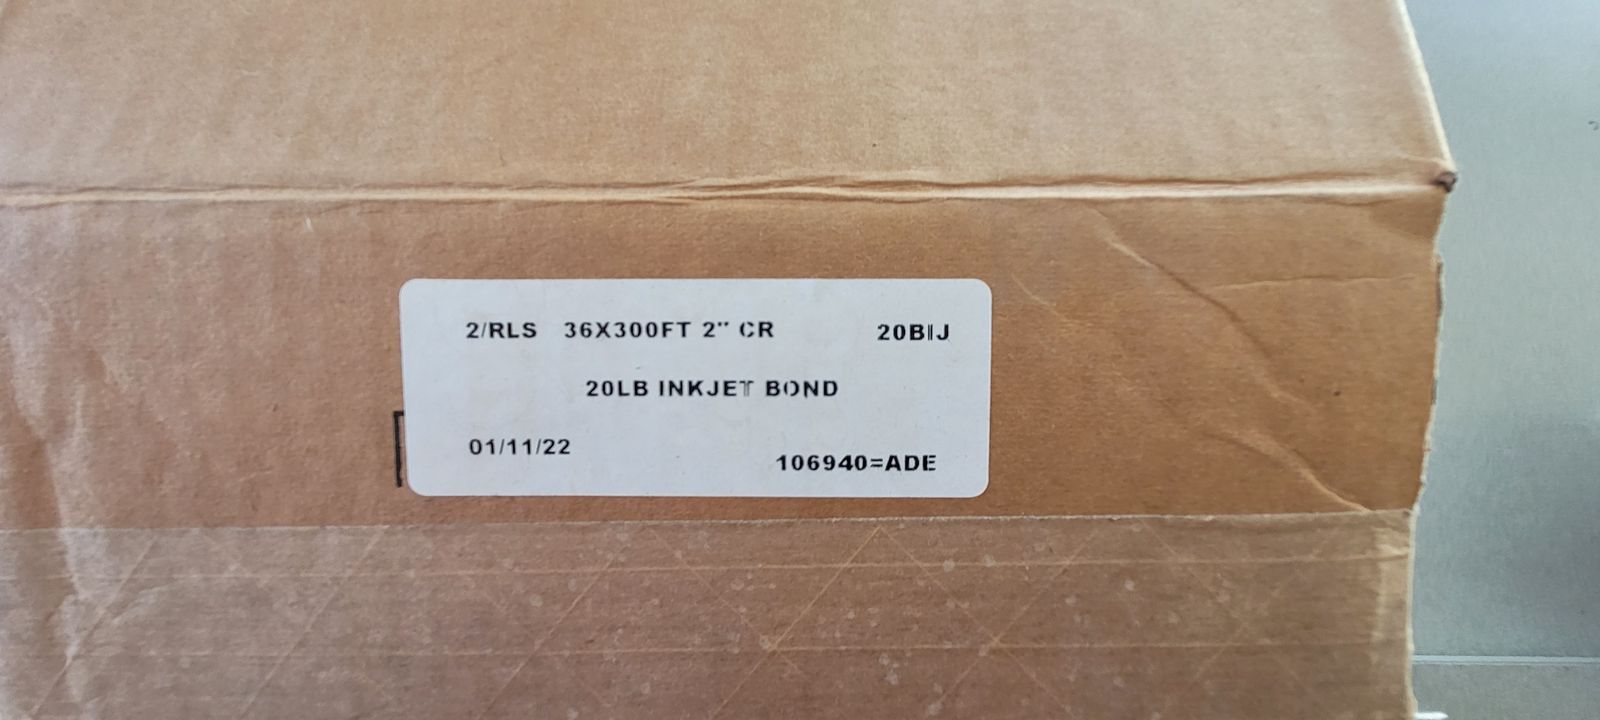 2/RLS 36X300FT 2" CR 20BIJ
20LB INKJET BOND
01/11/22
106940=ADE